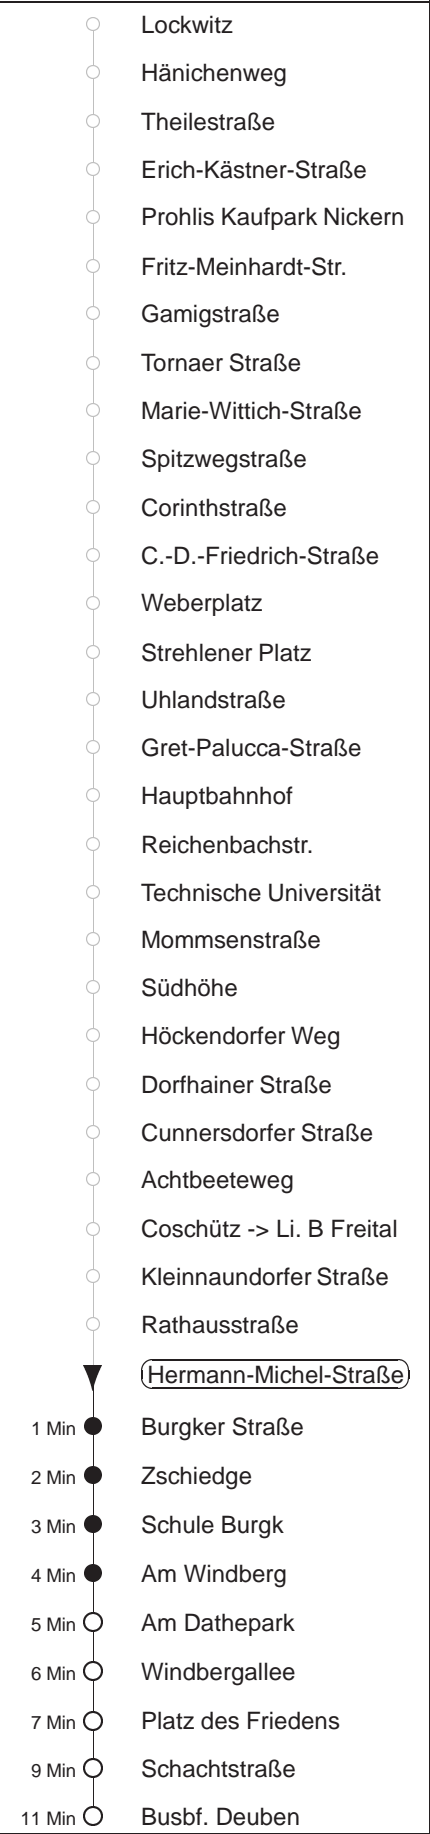 Lockwitz
Hänichenweg
Theilestraße
Erich-Kästner-Straße
Prohlis Kaufpark Nickern
Fritz-Meinhardt-Str.
Gamigstraße
Tornaer Straße
Marie-Wittich-Straße
Spitzwegstraße
Corinthstraße
C.-D.-Friedrich-Straße
Weberplatz
Strehlener Platz
Uhlandstraße
Gret-Palucca-Straße
Hauptbahnhof
Reichenbachstr.
Technische Universität
Mommsenstraße
Südhöhe
Höckendorfer Weg
Dorfhainer Straße
Cunnersdorfer Straße
Achtbeeteweg
Coschütz -> Li. B Freital
Kleinnaundorfer Straße
Rathausstraße
Hermann-Michel-Straße
1 Min Burgker Straße
2 Min Zschiedge
3 Min Schule Burgk
4 Min Am Windberg
5 Min Am Dathepark
6 Min Windbergallee
7 Min Platz des Friedens
9 Min Schachtstraße
11 Min Busbf. Deuben